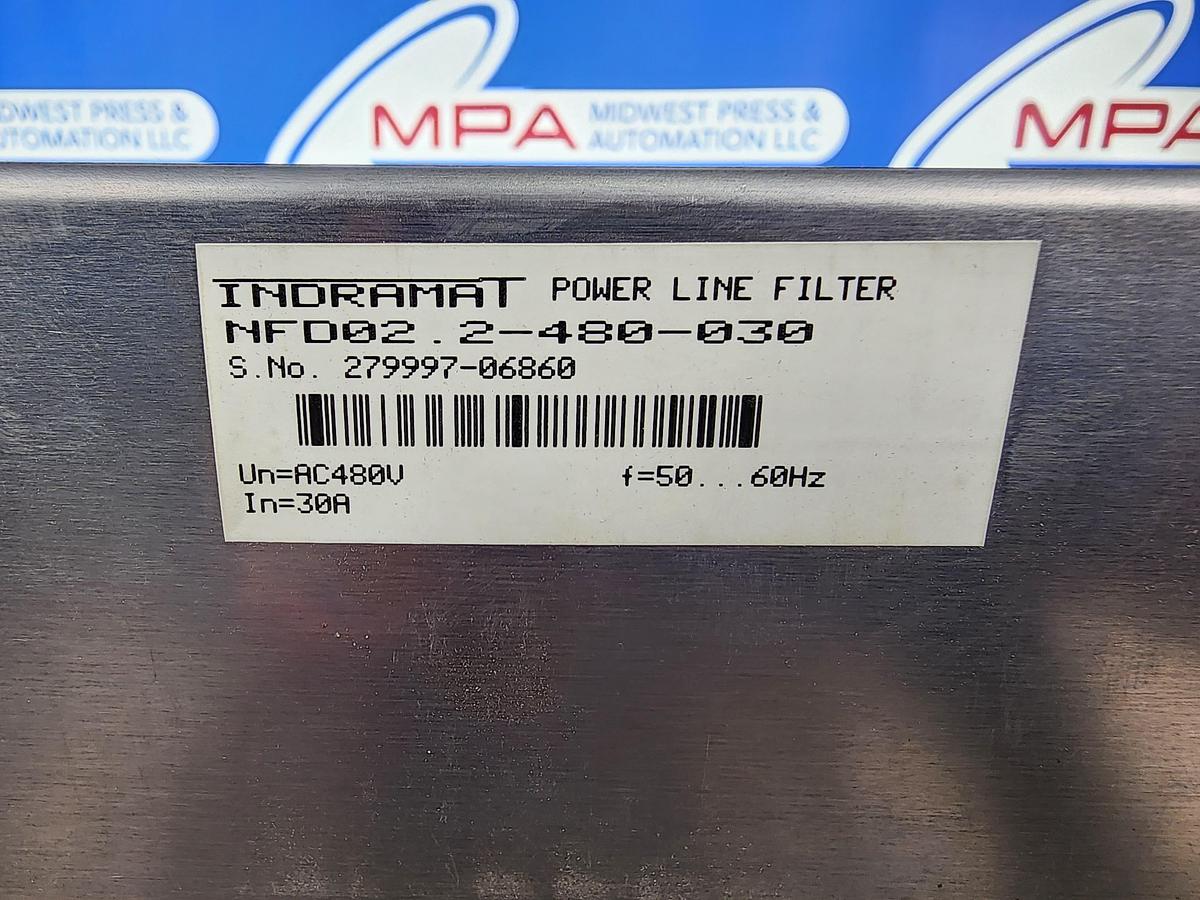 MIDWEST PRESS &
AUTOMATION LLC
MPA
MIDWEST PRESS &
AUTOMATION LLC
MPA
INDRAMAT POWER LINE FILTER
NFD02.2-480-030
S.No. 279997-06860
Un=AC480V f=50...60Hz
In=30A